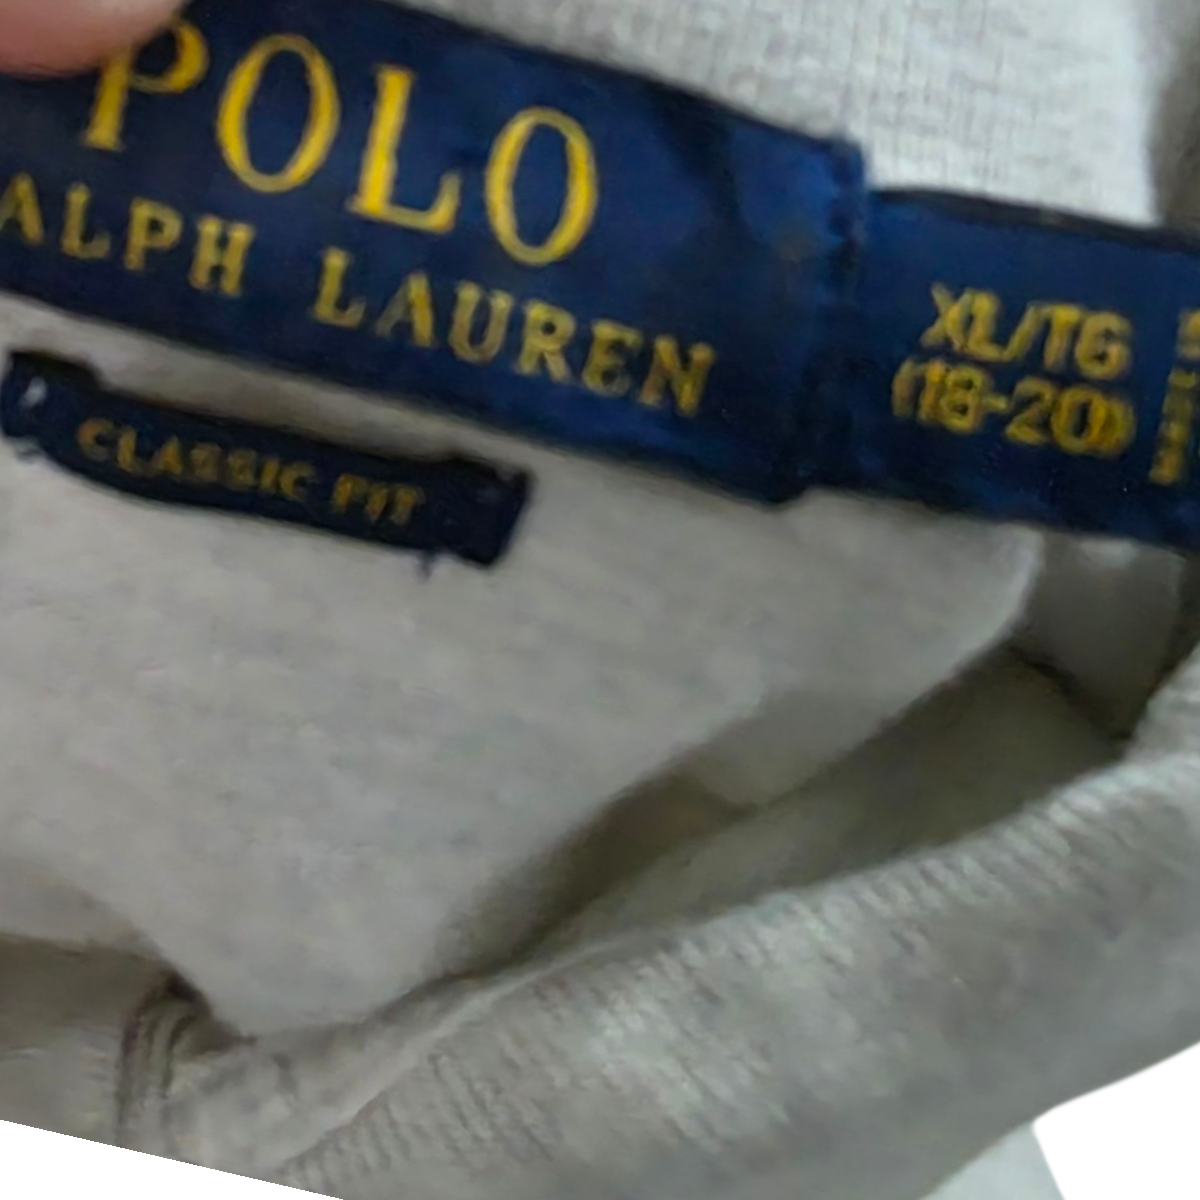 POLO
ALPH LAUREN
XL/TG
(18-20)
CLASSIC FIT